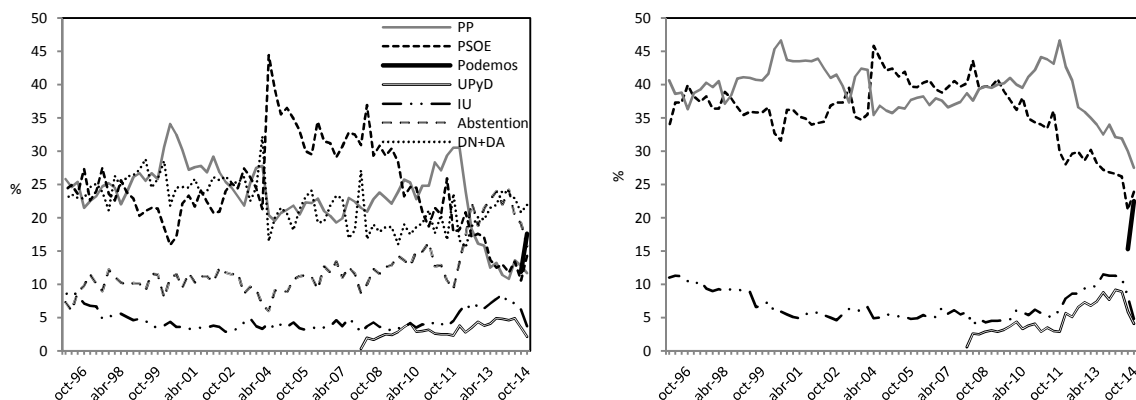 50
45
40
35
30
25
20
15
10
5
0
%
PP
PSOE
Podemos
UPyD
IU
Abstention
DN+DA
oct-96
abr-98
oct-99
abr-01
oct-02
abr-04
oct-05
abr-07
oct-08
abr-10
oct-11
abr-13
oct-14
50
45
40
35
30
25
20
15
10
5
0
%
oct-96
abr-98
oct-99
abr-01
oct-02
abr-04
oct-05
abr-07
oct-08
abr-10
oct-11
abr-13
oct-14